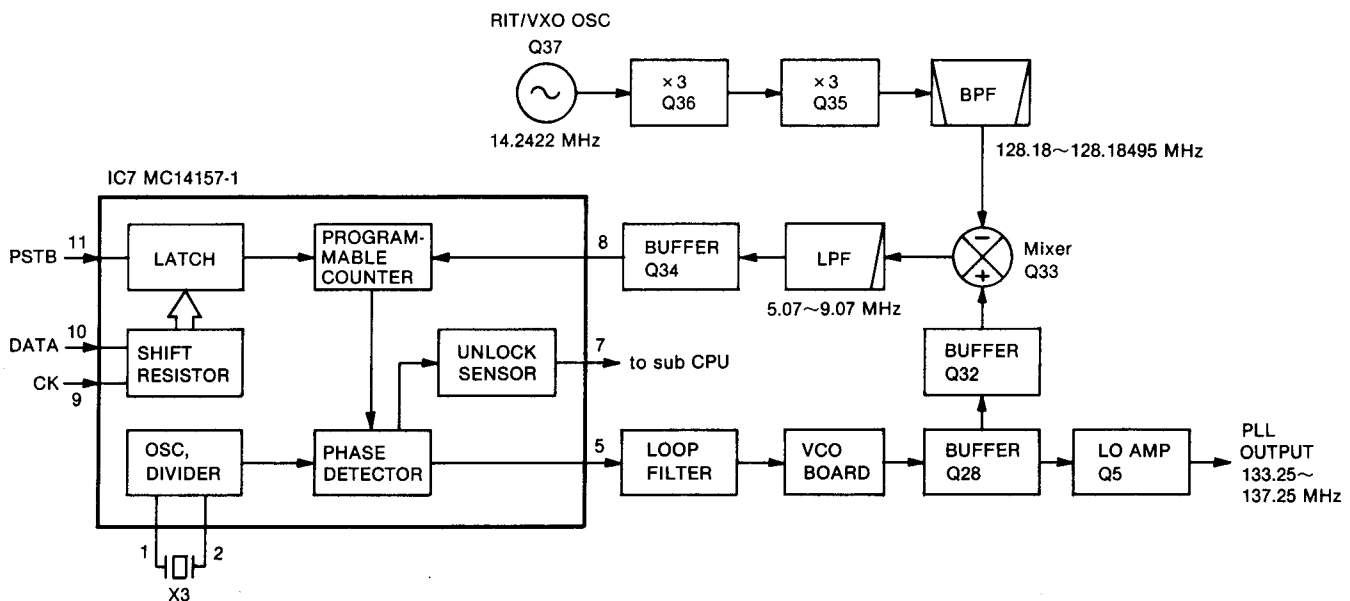 RIT/VXO OSC
Q37
14.2422 MHz
×3
Q36
×3
Q35
BPF
128.18~128.18495 MHz
IC7 MC14157-1
PSTB
11
LATCH
PROGRAM-
MABLE
COUNTER
8
BUFFER
Q34
LPF
5.07~9.07 MHz
−
+
Mixer
Q33
DATA
10
CK
9
SHIFT
RESISTOR
UNLOCK
SENSOR
7
to sub CPU
BUFFER
Q32
OSC,
DIVIDER
PHASE
DETECTOR
5
LOOP
FILTER
VCO
BOARD
BUFFER
Q28
LO AMP
Q5
PLL
OUTPUT
133.25~
137.25 MHz
1
2
X3